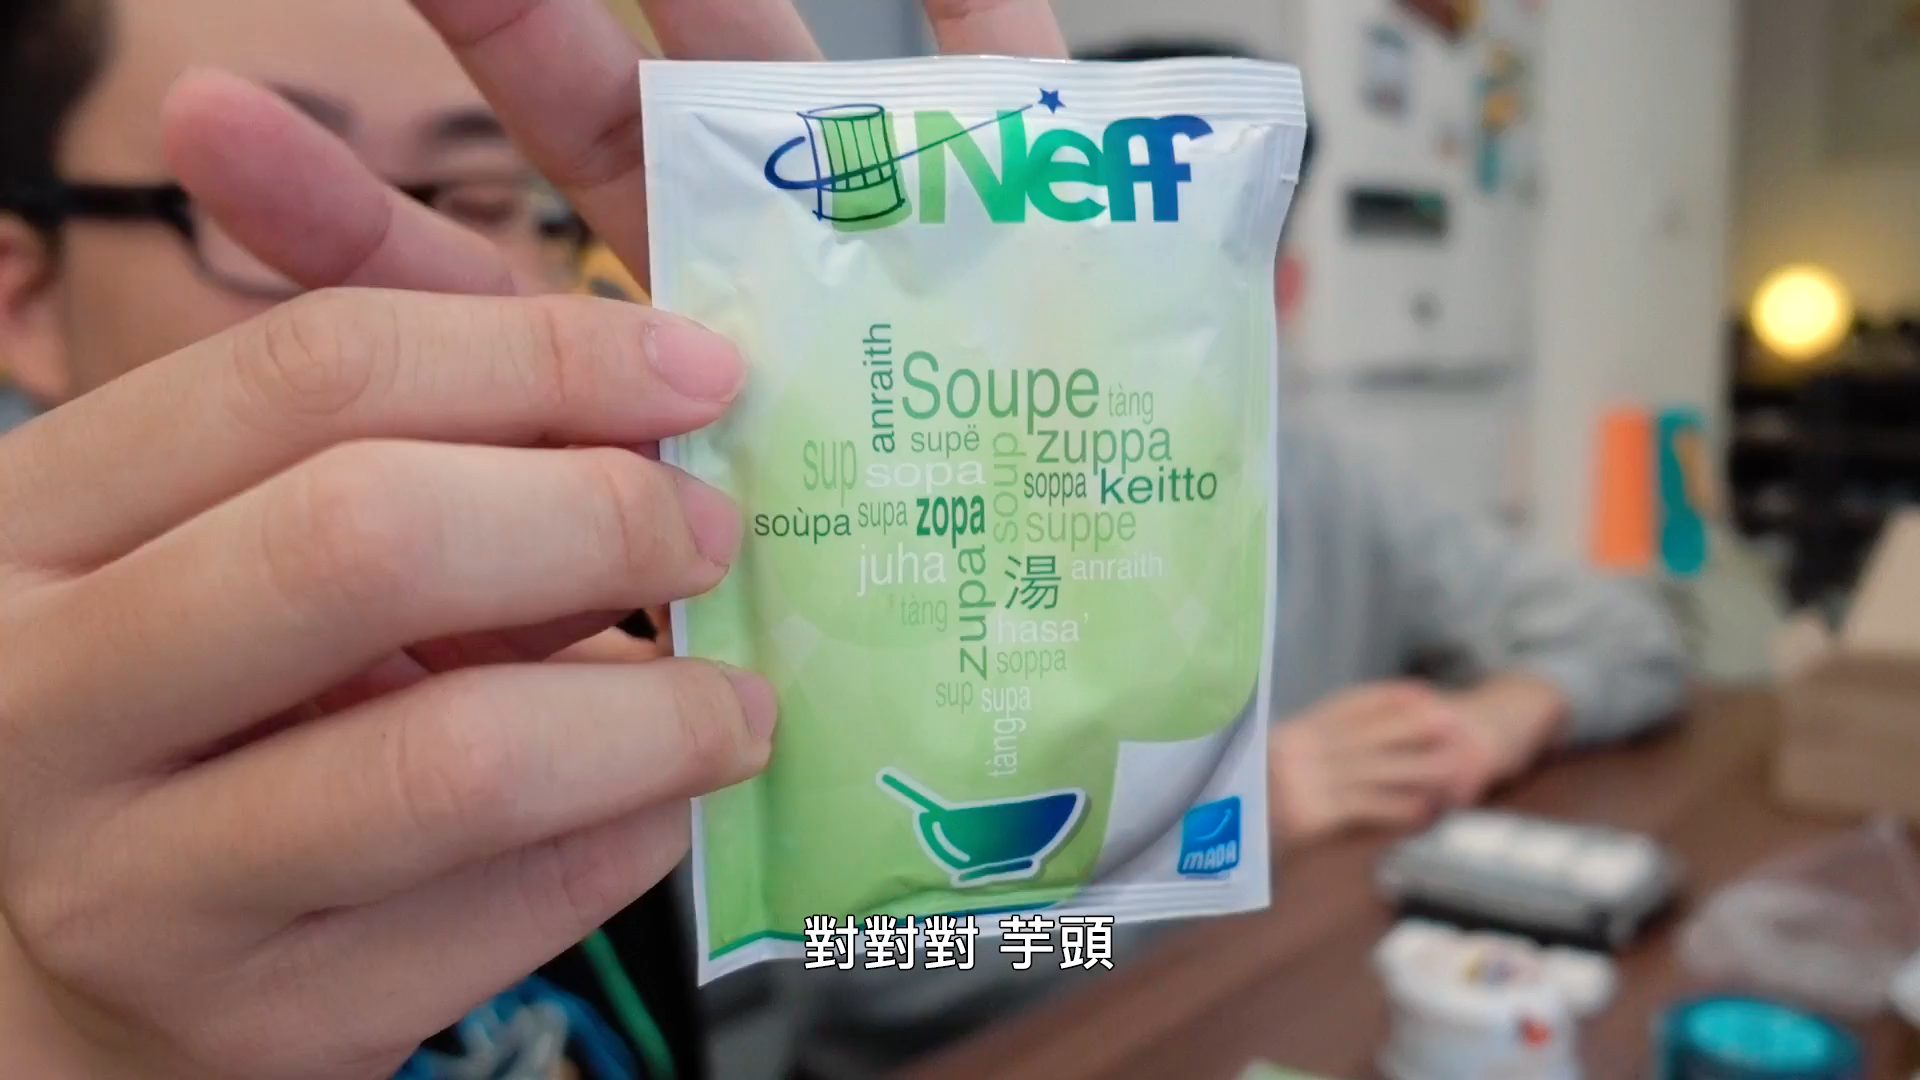 Neff
anraith
Soupe tàng
sup supë soup zuppa
sopa soppa keitto
soùpa supa zopa suppe
juha zupa 湯 anraith
tàng hasa'
soppa
sup supa
tàng
MADA
對對對 芋頭